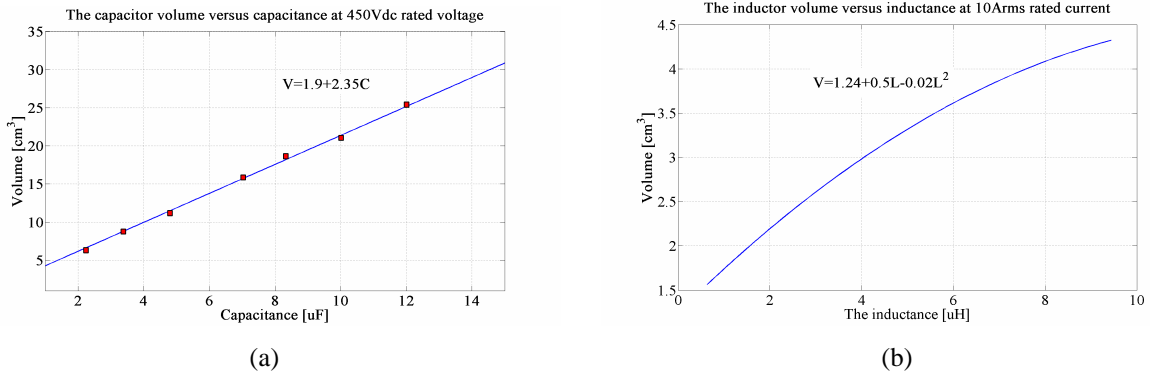 The capacitor volume versus capacitance at 450Vdc rated voltage
35
30
25
20
15
10
5
V=1.9+2.35C
Volume [cm³]
2 4 6 8 10 12 14
Capacitance [uF]
(a)
The inductor volume versus inductance at 10Arms rated current
4.5
4
3.5
3
2.5
2
1.5
V=1.24+0.5L-0.02L²
Volume [cm³]
0 2 4 6 8 10
The inductance [uH]
(b)